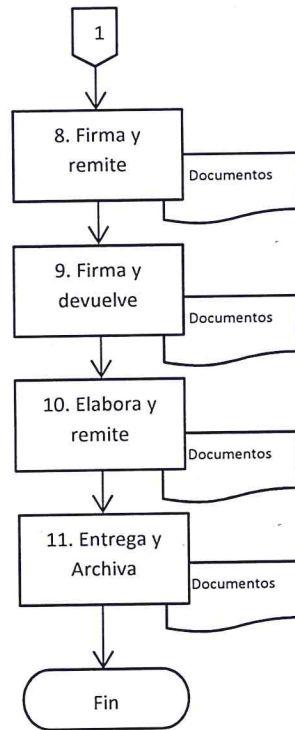 1
8. Firma y
remite
Documentos
9. Firma y
devuelve
Documentos
10. Elabora y
remite
Documentos
11. Entrega y
Archiva
Documentos
Fin